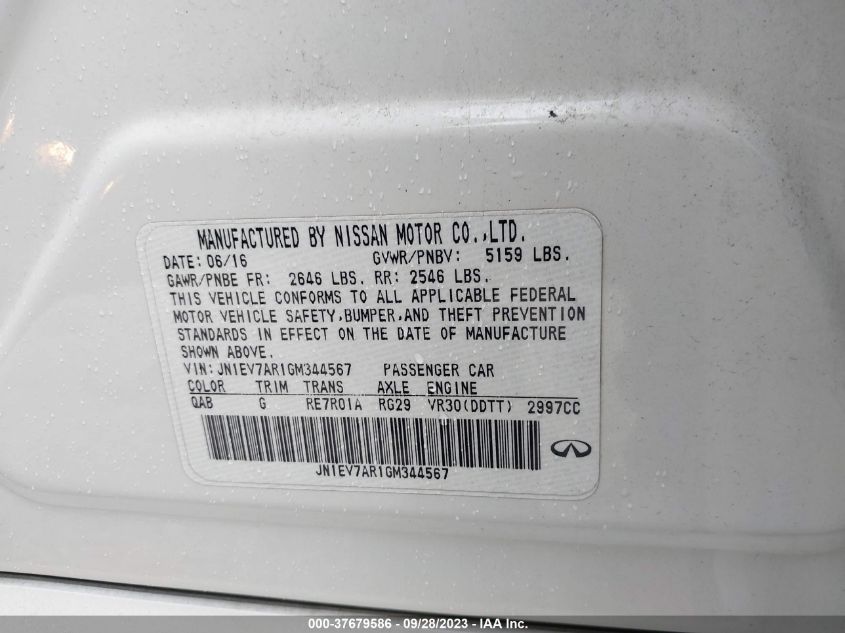 MANUFACTURED BY NISSAN MOTOR CO.,LTD.
DATE: 06/16 GVWR/PNBV: 5159 LBS.
GAWR/PNBE FR: 2646 LBS. RR: 2546 LBS.
THIS VEHICLE CONFORMS TO ALL APPLICABLE FEDERAL
MOTOR VEHICLE SAFETY,BUMPER,AND THEFT PREVENTION
STANDARDS IN EFFECT ON THE DATE OF MANUFACTURE
SHOWN ABOVE.
VIN: JN1EV7AR1GM344567 PASSENGER CAR
COLOR TRIM TRANS AXLE ENGINE
QAB G RE7R01A RG29 VR30(DDTT) 2997CC
JN1EV7AR1GM344567
000-37679586 - 09/28/2023 - IAAI Inc.